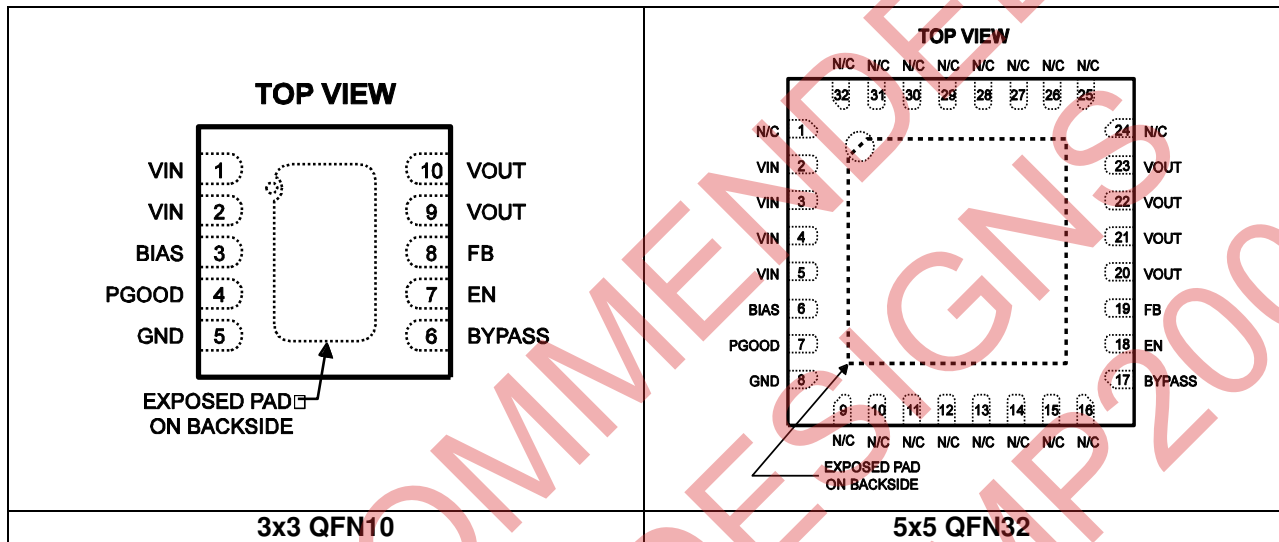 TOP VIEW
VIN 1 10 VOUT
VIN 2 9 VOUT
BIAS 3 8 FB
PGOOD 4 7 EN
GND 5 6 BYPASS
EXPOSED PAD
ON BACKSIDE
3x3 QFN10
TOP VIEW
N/C N/C N/C N/C N/C N/C N/C N/C
32 31 30 29 28 27 26 25
N/C 1 24 N/C
VIN 2 23 VOUT
VIN 3 22 VOUT
VIN 4 21 VOUT
VIN 5 20 VOUT
BIAS 6 19 FB
PGOOD 7 18 EN
GND 8 17 BYPASS
9 10 11 12 13 14 15 16
N/C N/C N/C N/C N/C N/C N/C N/C
EXPOSED PAD
ON BACKSIDE
5x5 QFN32